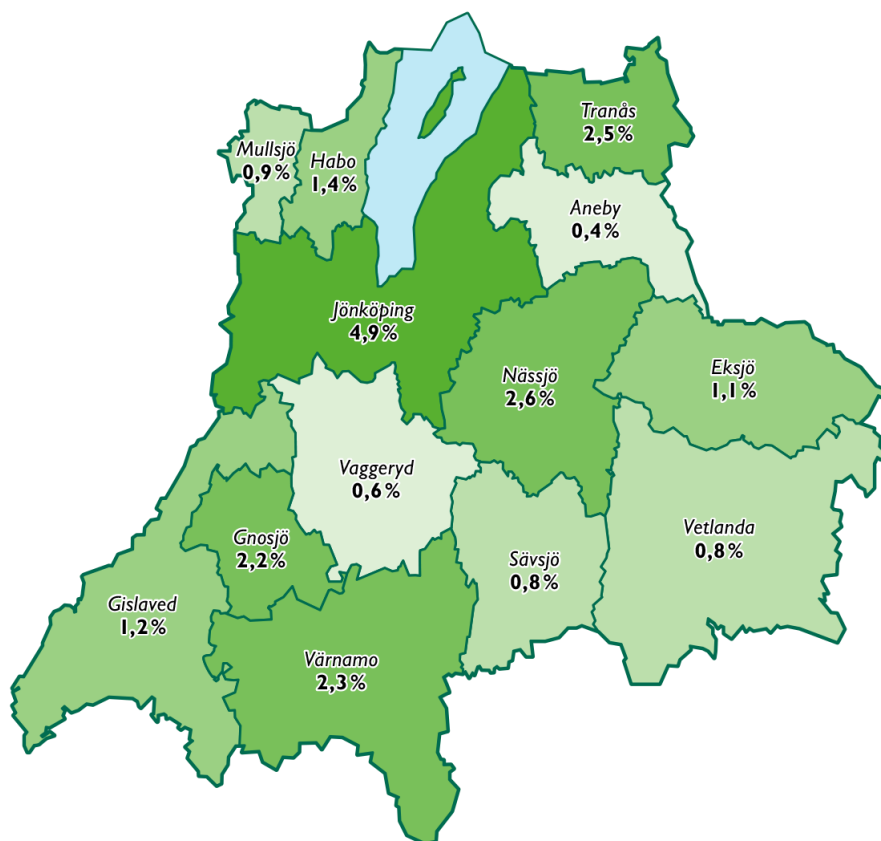 Tranås
2,5%
Mullsjö
0,9%
Habo
1,4%
Aneby
0,4%
Jönköping
4,9%
Nässjö
2,6%
Eksjö
1,1%
Vaggeryd
0,6%
Gnosjö
2,2%
Sävsjö
0,8%
Vetlanda
0,8%
Gislaved
1,2%
Värnamo
2,3%